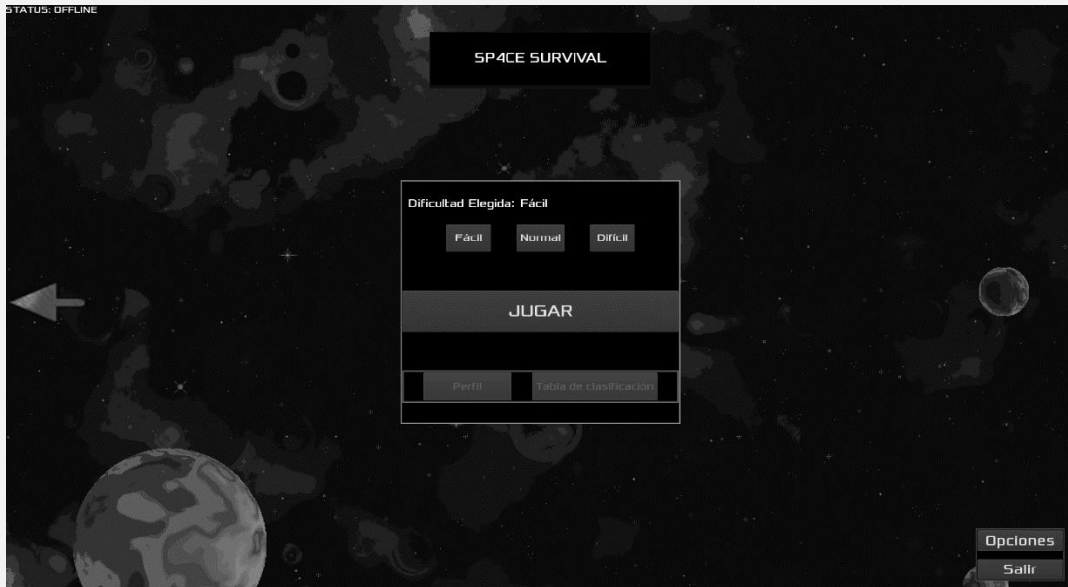 STATUS: OFFLINE
SP4CE SURVIVAL
Dificultad Elegida: Fácil
Fácil Normal Difícil
JUGAR
Perfil Tabla de clasificación
Opciones
Salir